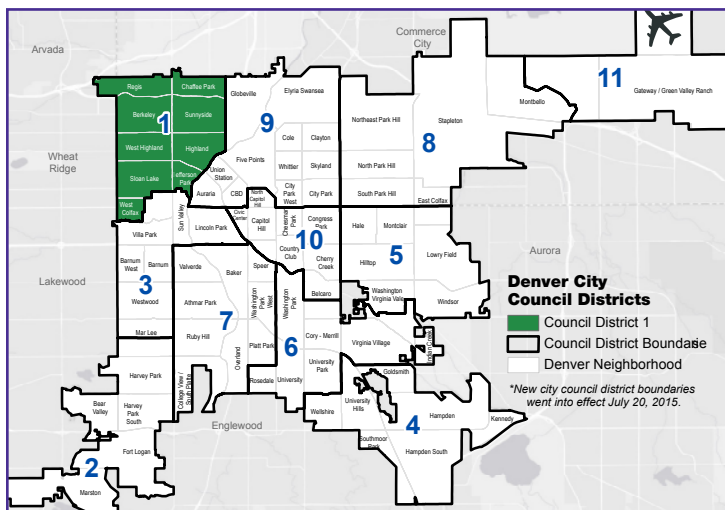 Commerce
City
Arvada
11
Regis
Chaffee Park
Globeville
Elyria Swansea
Gateway / Green Valley Ranch
Montbello
Berkeley
Sunnyside
1
9
Northeast Park Hill
Stapleton
8
Cole
Clayton
West Highland
Highland
Five Points
Wheat
Ridge
Whittier
Skyland
North Park Hill
Sloan Lake
Jefferson
Park
Union
Station
Auraria
CBD
North
Capitol
Hill
City
Park
West
City Park
South Park Hill
East Colfax
West
Colfax
Sun Valley
Lincoln Park
Civic
Center
Capitol
Hill
Cheesman
Park
Congress
Park
10
Hale
Montclair
Villa Park
Country
Club
Cherry
Creek
5
Lowry Field
Aurora
Barnum
West
Barnum
Valverde
Baker
Speer
Hilltop
Lakewood
3
Westwood
Athmar Park
Washington
Park
West
Washington
Park
Belcaro
Washington
Virginia Vale
Windsor
7
Mar Lee
Ruby Hill
Overland
Platt Park
6
Cory - Merrill
Virginia Village
Indian Creek
Harvey Park
Rosedale
University
University
Park
Goldsmith
College View /
South Platte
Bear
Valley
Harvey
Park
South
Wellshire
University
Hills
Hampden
Kennedy
Englewood
4
Southmoor
Park
Hampden South
Fort Logan
2
Marston
Denver City
Council Districts
Council District 1
Council District Boundarie
Denver Neighborhood
*New city council district boundaries
went into effect July 20, 2015.